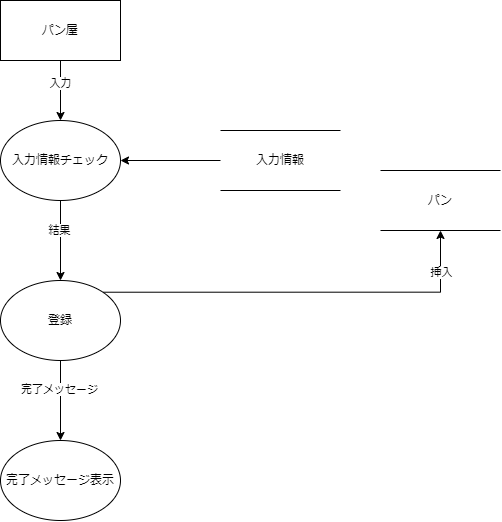 パン屋
入力
入力情報チェック
入力情報
パン
結果
挿入
登録
完了メッセージ
完了メッセージ表示